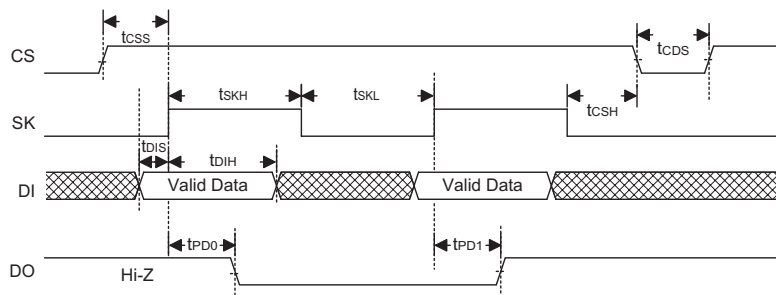 tCSS
CS
tCDS
tSKH
tSKL
SK
tCSH
tDIS
tDIH
DI
Valid Data
Valid Data
tPD0
tPD1
DO
Hi-Z